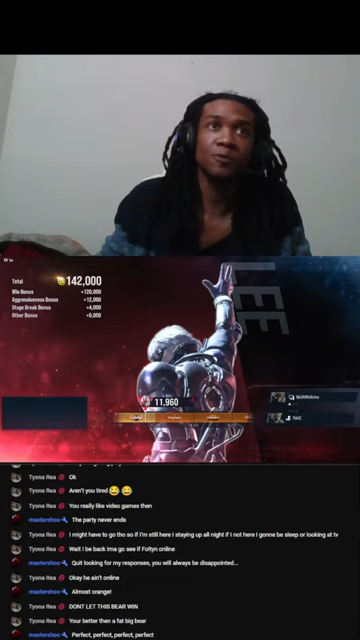 LEE
Total 142,000
Win Bonus +120,000
Aggressiveness Bonus +12,000
Stage Break Bonus +4,000
Other Bonus +6,000
11,960
Tyona Rea Ok
Tyona Rea Aren't you tired 😂 😂
Tyona Rea You really like video games then
mastershoo The party never ends
Tyona Rea I might have to go tho so if I'm still here I staying up all night if I not here I gonne be sleep or looking at tv
Tyona Rea Wait I be back ima go see if Foltyn online
mastershoo Quit looking for my responses, you will always be disappointed...
Tyona Rea Okay he ain't online
mastershoo Almost orange!
Tyona Rea DONT LET THIS BEAR WIN
Tyona Rea Your better then a fat big bear
mastershoo Perfect, perfect, perfect, perfect